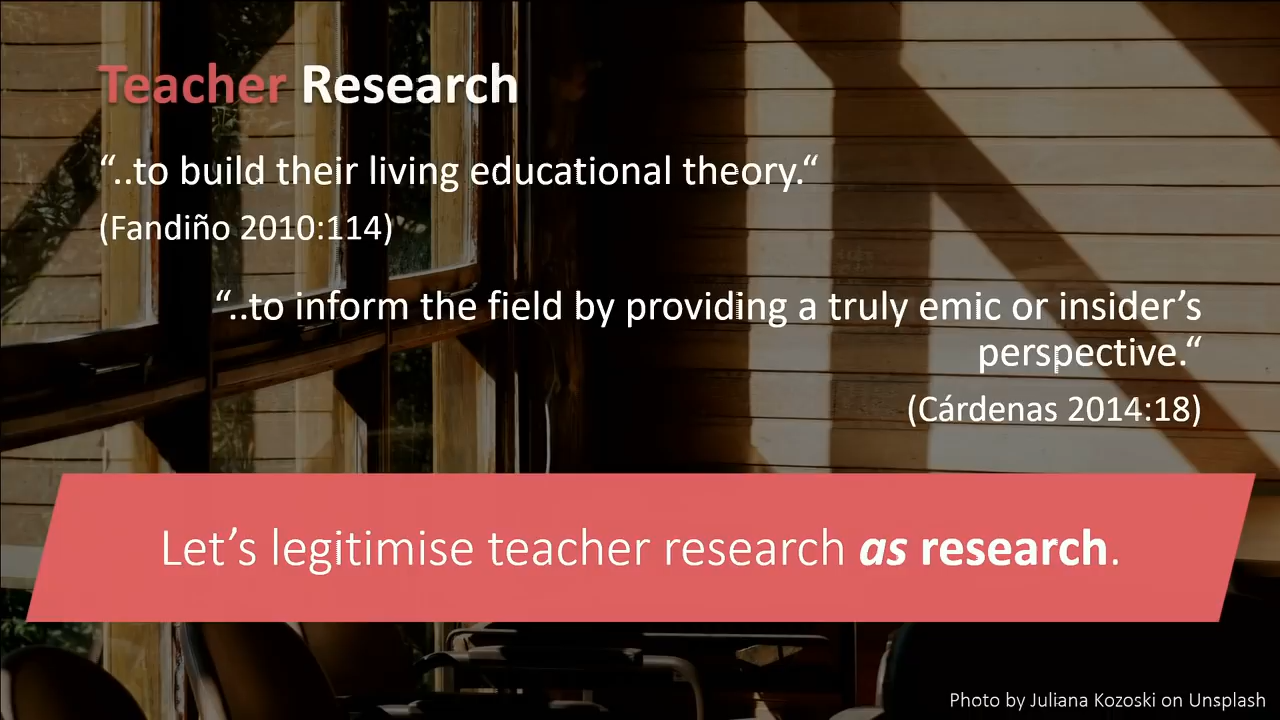 Teacher Research
“..to build their living educational theory.“
(Fandiño 2010:114)
“..to inform the field by providing a truly emic or insider’s
perspective.“
(Cárdenas 2014:18)
Let’s legitimise teacher research as research.
Photo by Juliana Kozoski on Unsplash